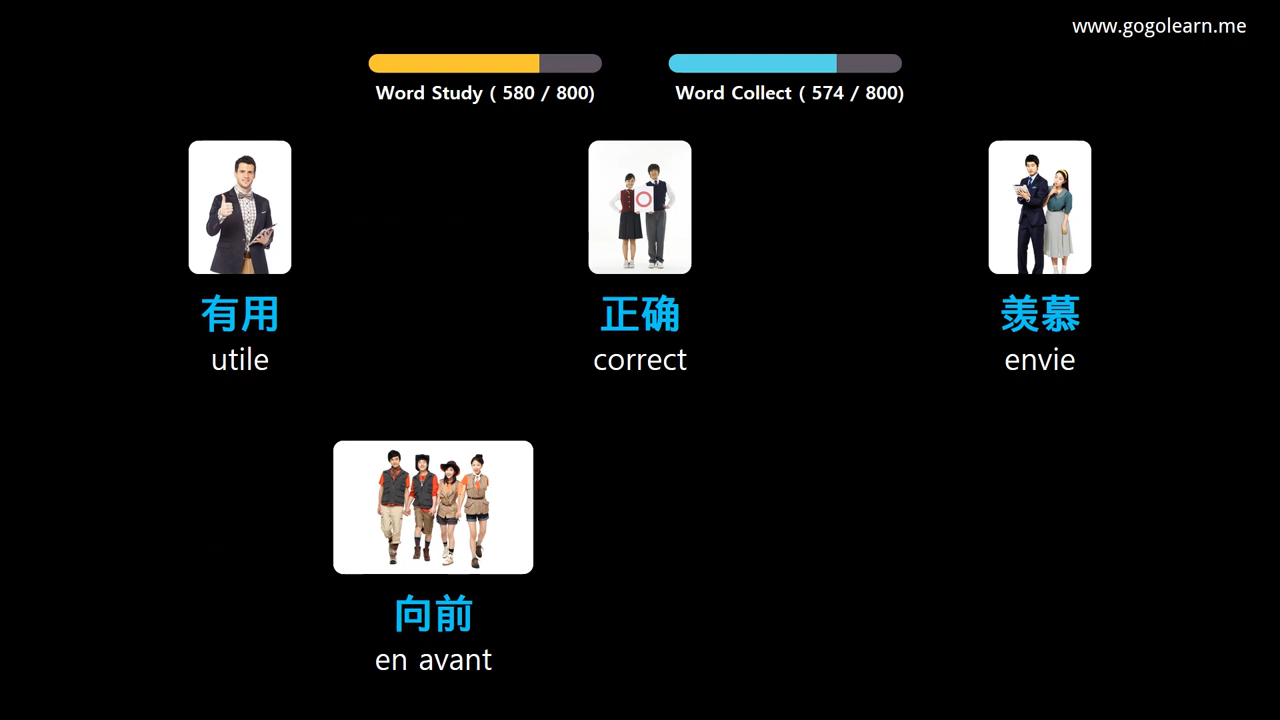 www.gogolearn.me
Word Study ( 580 / 800)
Word Collect ( 574 / 800)
有用
utile
正确
correct
羡慕
envie
向前
en avant